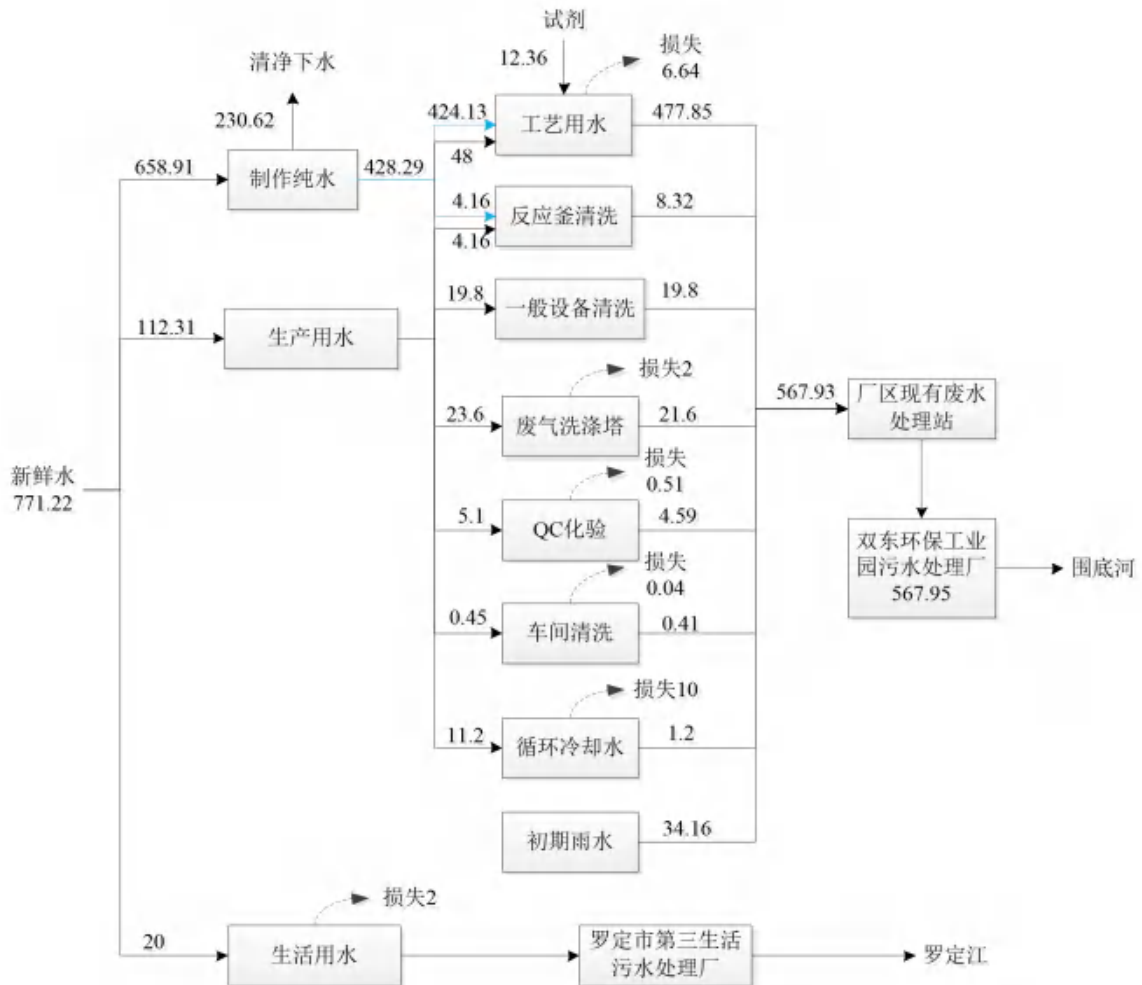 试剂
12.36
损失
6.64
清净下水
230.62
424.13
工艺用水
477.85
48
658.91
制作纯水
428.29
4.16
反应釜清洗
8.32
4.16
19.8
一般设备清洗
19.8
112.31
生产用水
损失2
23.6
废气洗涤塔
21.6
567.93
厂区现有废水
处理站
新鲜水
771.22
损失
0.51
5.1
QC化验
4.59
双东环保工业
园污水处理厂
567.95
围底河
损失
0.04
0.45
车间清洗
0.41
损失10
11.2
循环冷却水
1.2
初期雨水
34.16
损失2
20
生活用水
罗定市第三生活
污水处理厂
罗定江